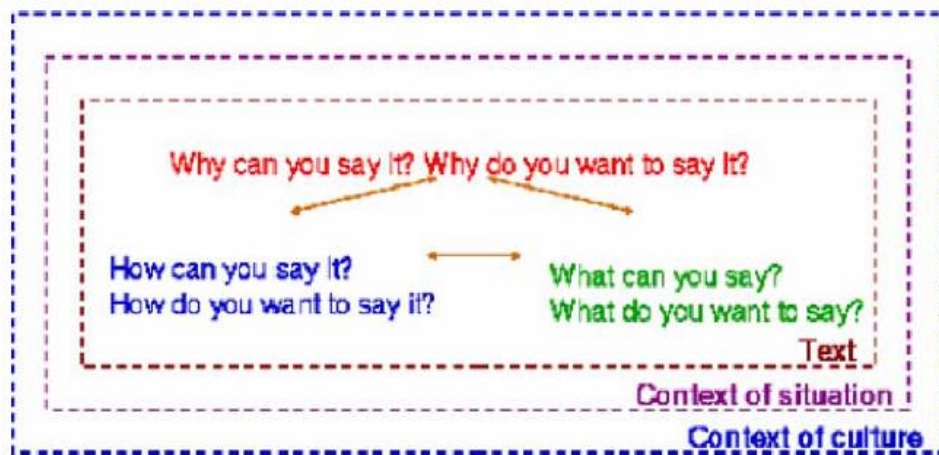 Why can you say it? Why do you want to say it?
How can you say it?
How do you want to say it?
What can you say?
What do you want to say?
Text
Context of situation
Context of culture